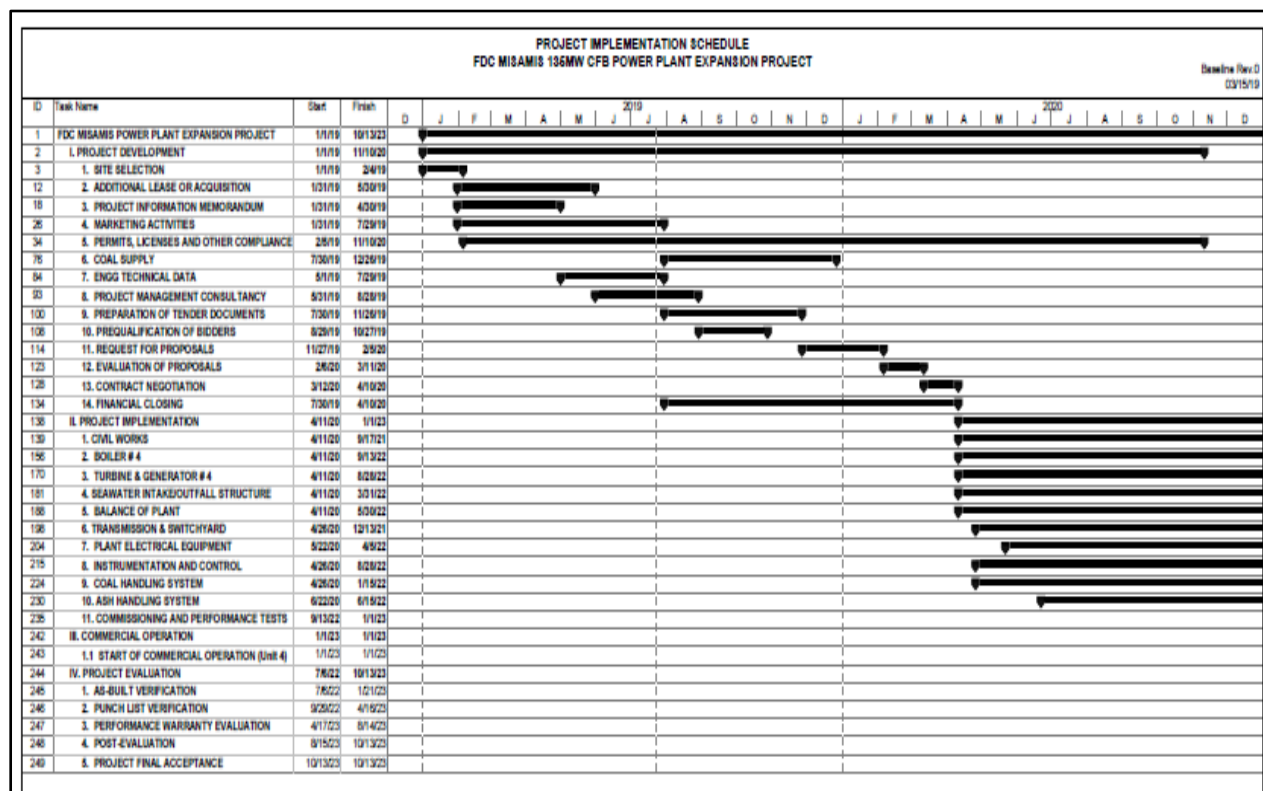 PROJECT IMPLEMENTATION SCHEDULE
FDC MISAMIS 135MW CFB POWER PLANT EXPANSION PROJECT
Baseline Rev.0
03/15/19
ID Task Name Start Finish 2019 2020
D J F M A M J J A S O N D J F M A M J J A S O N D
1 FDC MISAMIS POWER PLANT EXPANSION PROJECT 1/1/19 10/13/23
2 I. PROJECT DEVELOPMENT 1/1/19 11/10/20
3 1. SITE SELECTION 1/1/19 2/4/19
12 2. ADDITIONAL LEASE OR ACQUISITION 1/31/19 5/30/19
18 3. PROJECT INFORMATION MEMORANDUM 1/31/19 4/30/19
26 4. MARKETING ACTIVITIES 1/31/19 7/29/19
34 5. PERMITS, LICENSES AND OTHER COMPLIANCE 2/5/19 11/10/20
76 6. COAL SUPPLY 7/30/19 12/26/19
84 7. ENGG TECHNICAL DATA 5/1/19 7/29/19
93 8. PROJECT MANAGEMENT CONSULTANCY 5/31/19 8/28/19
100 9. PREPARATION OF TENDER DOCUMENTS 7/30/19 11/26/19
108 10. PREQUALIFICATION OF BIDDERS 8/29/19 10/27/19
114 11. REQUEST FOR PROPOSALS 11/27/19 2/5/20
123 12. EVALUATION OF PROPOSALS 2/6/20 3/11/20
128 13. CONTRACT NEGOTIATION 3/12/20 4/10/20
134 14. FINANCIAL CLOSING 7/30/19 4/10/20
138 II. PROJECT IMPLEMENTATION 4/11/20 1/1/23
139 1. CIVIL WORKS 4/11/20 9/17/21
156 2. BOILER # 4 4/11/20 9/13/22
170 3. TURBINE & GENERATOR # 4 4/11/20 8/28/22
181 4. SEAWATER INTAKE/OUTFALL STRUCTURE 4/11/20 3/31/22
188 5. BALANCE OF PLANT 4/11/20 5/30/22
198 6. TRANSMISSION & SWITCHYARD 4/26/20 12/13/21
204 7. PLANT ELECTRICAL EQUIPMENT 5/22/20 4/5/22
215 8. INSTRUMENTATION AND CONTROL 4/26/20 8/28/22
224 9. COAL HANDLING SYSTEM 4/26/20 1/15/22
230 10. ASH HANDLING SYSTEM 6/22/20 6/15/22
235 11. COMMISSIONING AND PERFORMANCE TESTS 9/13/22 1/1/23
242 III. COMMERCIAL OPERATION 1/1/23 1/1/23
243 1.1 START OF COMMERCIAL OPERATION (Unit 4) 1/1/23 1/1/23
244 IV. PROJECT EVALUATION 7/6/22 10/13/23
245 1. AS-BUILT VERIFICATION 7/6/22 1/21/23
246 2. PUNCH LIST VERIFICATION 9/29/22 4/16/23
247 3. PERFORMANCE WARRANTY EVALUATION 4/17/23 8/14/23
248 4. POST-EVALUATION 8/15/23 10/13/23
249 5. PROJECT FINAL ACCEPTANCE 10/13/23 10/13/23